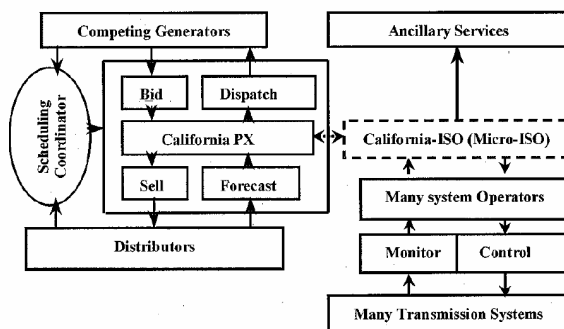 Competing Generators
Ancillary Services
Bid
Dispatch
Scheduling
Coordinator
California PX
California-ISO (Micro-ISO)
Sell
Forecast
Many system Operators
Distributors
Monitor
Control
Many Transmission Systems